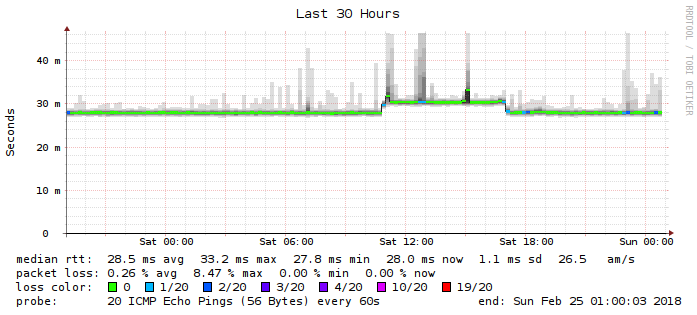 Last 30 Hours
RRDTOOL / TOBI OETIKER
Seconds
40 m
30 m
20 m
10 m
0
Sat 00:00 Sat 06:00 Sat 12:00 Sat 18:00 Sun 00:00
median rtt: 28.5 ms avg 33.2 ms max 27.8 ms min 28.0 ms now 1.1 ms sd 26.5 am/s
packet loss: 0.26 % avg 8.47 % max 0.00 % min 0.00 % now
loss color: 0 1/20 2/20 3/20 4/20 10/20 19/20
probe: 20 ICMP Echo Pings (56 Bytes) every 60s end: Sun Feb 25 01:00:03 2018